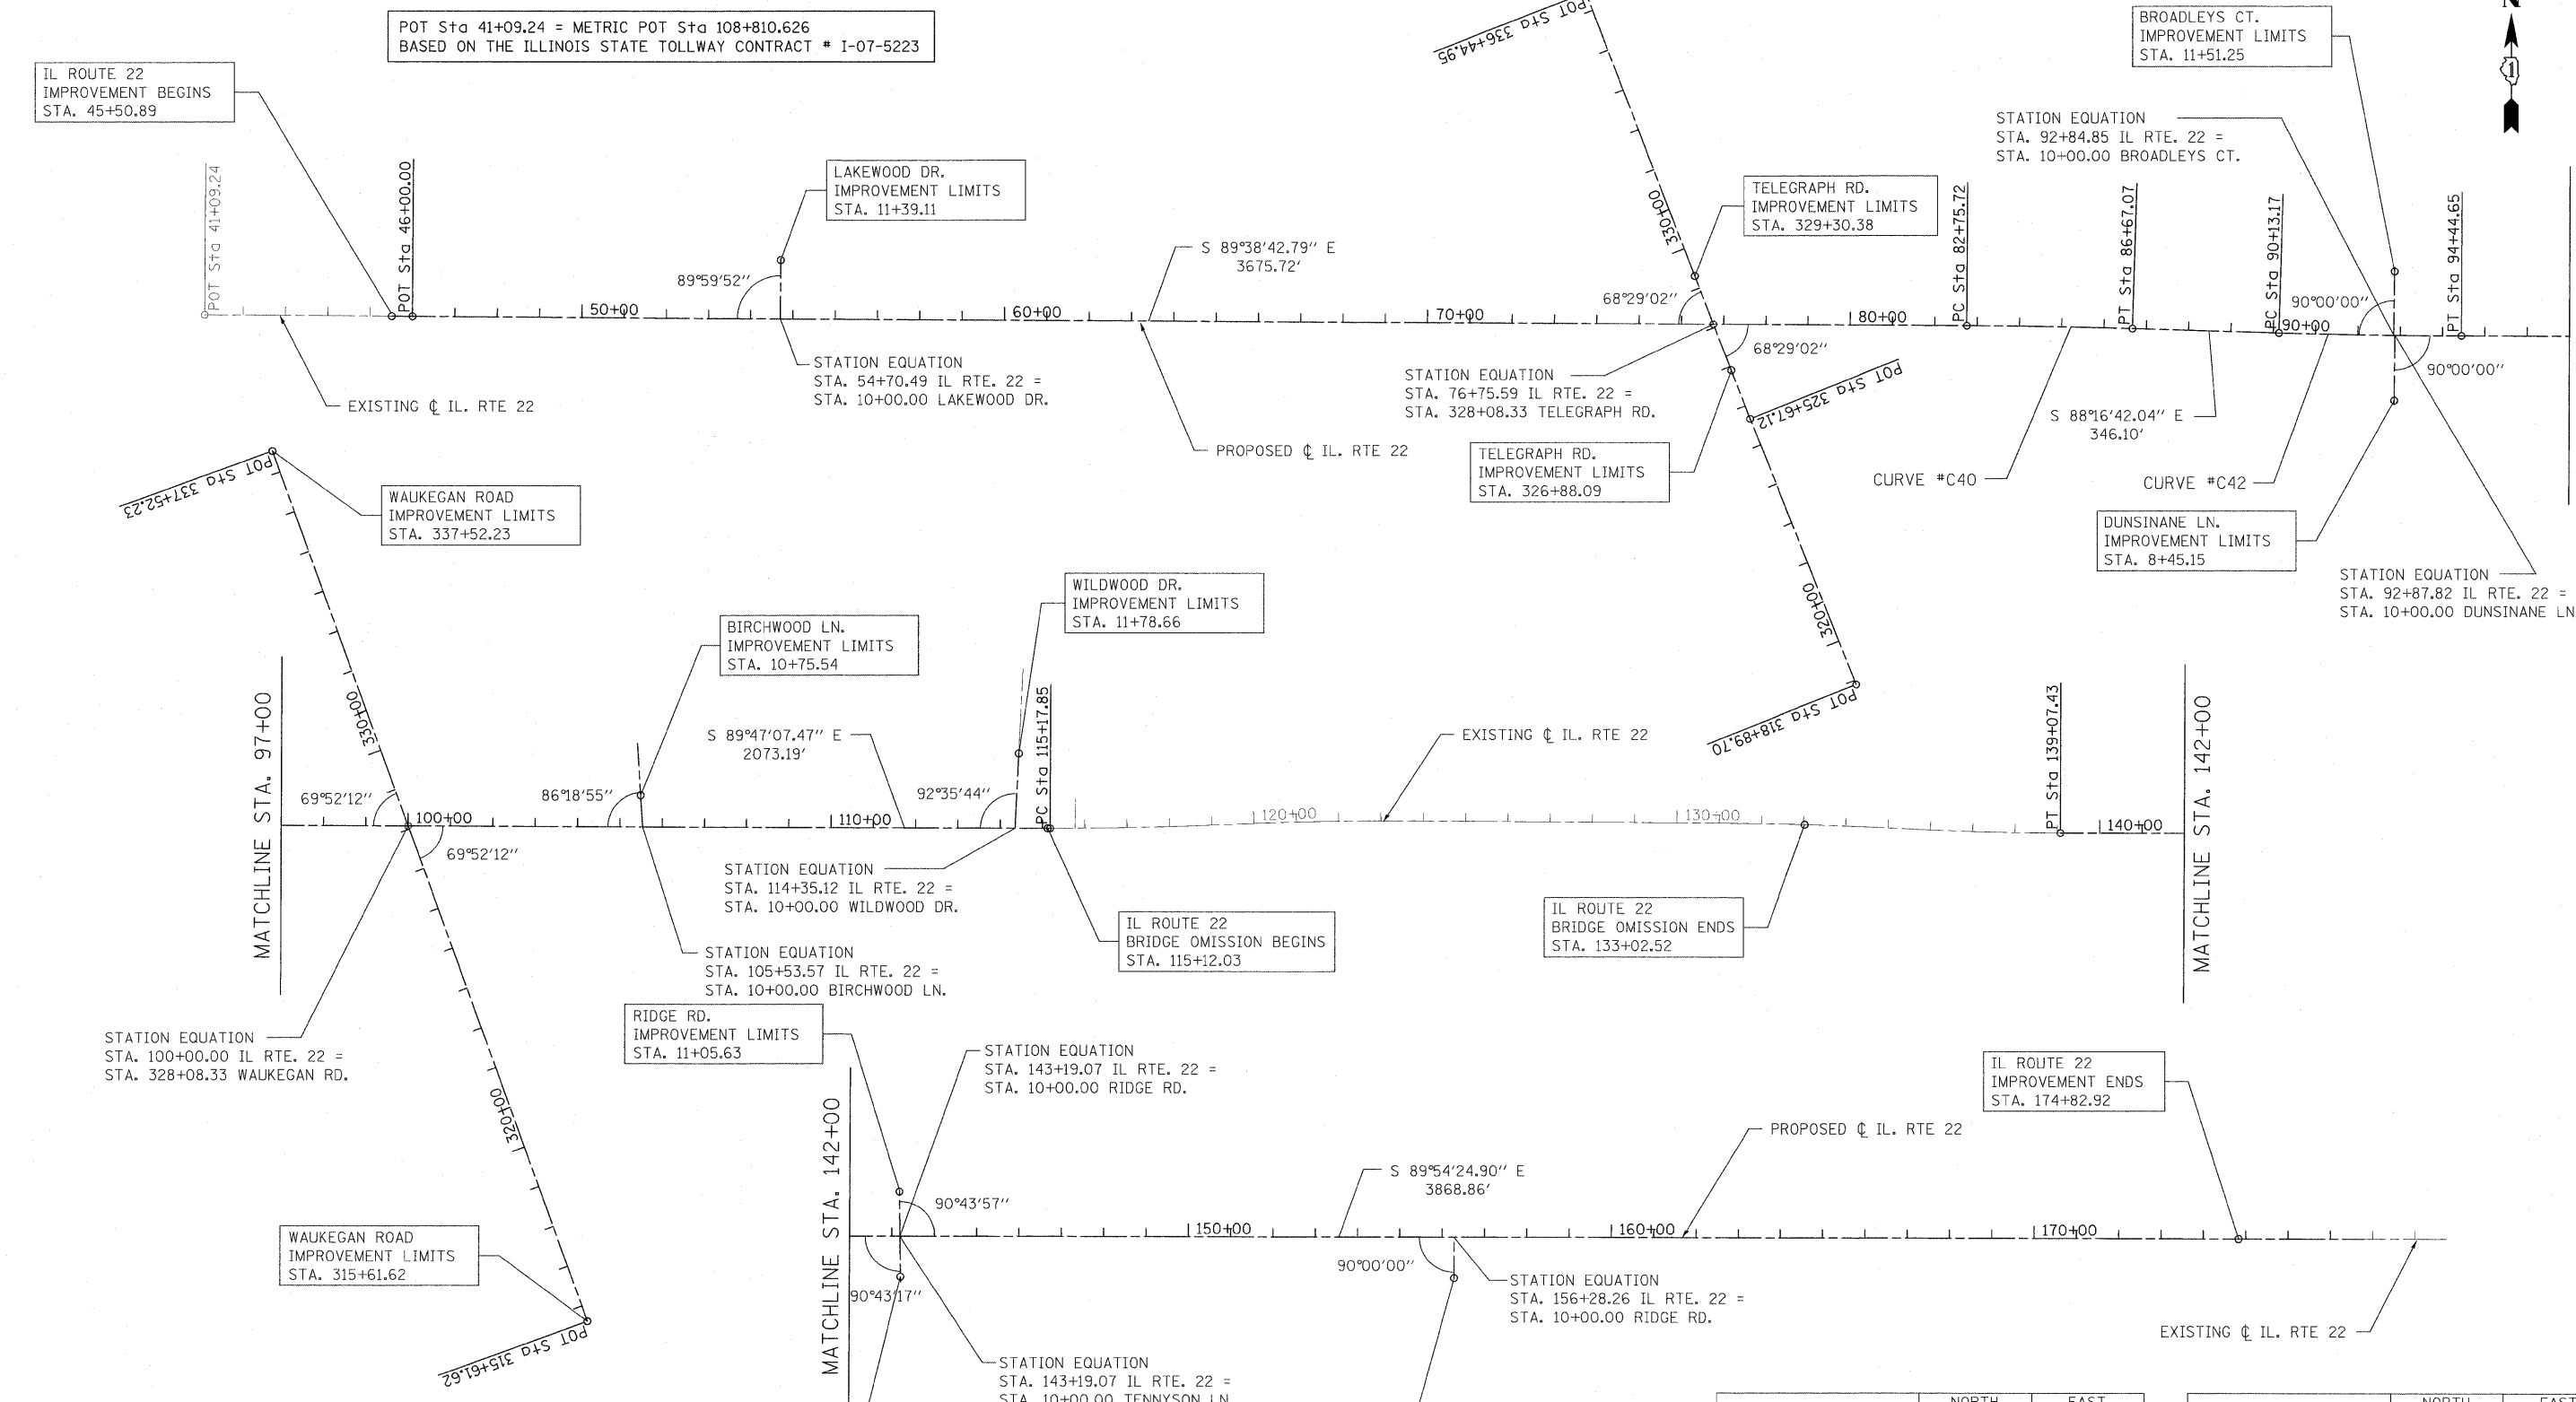 POT Sta 41+09.24 = METRIC POT Sta 108+810.626
BASED ON THE ILLINOIS STATE TOLLWAY CONTRACT # I-07-5223
IL ROUTE 22
IMPROVEMENT BEGINS
STA. 45+50.89
POT Sta 41+09.24
POT Sta 46+00.00
EXISTING ℄ IL. RTE 22
50+00
89°59'52"
LAKEWOOD DR.
IMPROVEMENT LIMITS
STA. 11+39.11
STATION EQUATION
STA. 54+70.49 IL RTE. 22 =
STA. 10+00.00 LAKEWOOD DR.
60+00
S 89°38'42.79" E
3675.72'
PROPOSED ℄ IL. RTE 22
70+00
POT Sta 336+44.95
330+00
TELEGRAPH RD.
IMPROVEMENT LIMITS
STA. 329+30.38
68°29'02"
68°29'02"
STATION EQUATION
STA. 76+75.59 IL RTE. 22 =
STA. 328+08.33 TELEGRAPH RD.
POT Sta 325+67.12
TELEGRAPH RD.
IMPROVEMENT LIMITS
STA. 326+88.09
320+00
POT Sta 318+89.70
80+00
PC Sta 82+75.72
PT Sta 86+67.07
PC Sta 90+13.17
90+00
PT Sta 94+44.65
BROADLEYS CT.
IMPROVEMENT LIMITS
STA. 11+51.25
N
1
STATION EQUATION
STA. 92+84.85 IL RTE. 22 =
STA. 10+00.00 BROADLEYS CT.
90°00'00"
90°00'00"
S 88°16'42.04" E
346.10'
CURVE #C40
CURVE #C42
DUNSINANE LN.
IMPROVEMENT LIMITS
STA. 8+45.15
STATION EQUATION
STA. 92+87.82 IL RTE. 22 =
STA. 10+00.00 DUNSINANE LN
POT Sta 337+52.23
WAUKEGAN ROAD
IMPROVEMENT LIMITS
STA. 337+52.23
MATCHLINE STA. 97+00
330+00
69°52'12"
100+00
69°52'12"
STATION EQUATION
STA. 100+00.00 IL RTE. 22 =
STA. 328+08.33 WAUKEGAN RD.
320+00
WAUKEGAN ROAD
IMPROVEMENT LIMITS
STA. 315+61.62
POT Sta 315+61.62
BIRCHWOOD LN.
IMPROVEMENT LIMITS
STA. 10+75.54
86°18'55"
S 89°47'07.47" E
2073.19'
110+00
WILDWOOD DR.
IMPROVEMENT LIMITS
STA. 11+78.66
92°35'44"
PC Sta 115+17.85
STATION EQUATION
STA. 114+35.12 IL RTE. 22 =
STA. 10+00.00 WILDWOOD DR.
STATION EQUATION
STA. 105+53.57 IL RTE. 22 =
STA. 10+00.00 BIRCHWOOD LN.
IL ROUTE 22
BRIDGE OMISSION BEGINS
STA. 115+12.03
120+00
EXISTING ℄ IL. RTE 22
130+00
IL ROUTE 22
BRIDGE OMISSION ENDS
STA. 133+02.52
PT Sta 139+07.43
140+00
MATCHLINE STA. 142+00
RIDGE RD.
IMPROVEMENT LIMITS
STA. 11+05.63
STATION EQUATION
STA. 143+19.07 IL RTE. 22 =
STA. 10+00.00 RIDGE RD.
MATCHLINE STA. 142+00
90°43'57"
90°43'17"
150+00
S 89°54'24.90" E
3868.86'
160+00
PROPOSED ℄ IL. RTE 22
90°00'00"
STATION EQUATION
STA. 156+28.26 IL RTE. 22 =
STA. 10+00.00 RIDGE RD.
170+00
IL ROUTE 22
IMPROVEMENT ENDS
STA. 174+82.92
EXISTING ℄ IL. RTE 22
STATION EQUATION
STA. 143+19.07 IL RTE. 22 =
STA. 10+00.00 TENNYSON LN
NORTH EAST
NORTH EAST